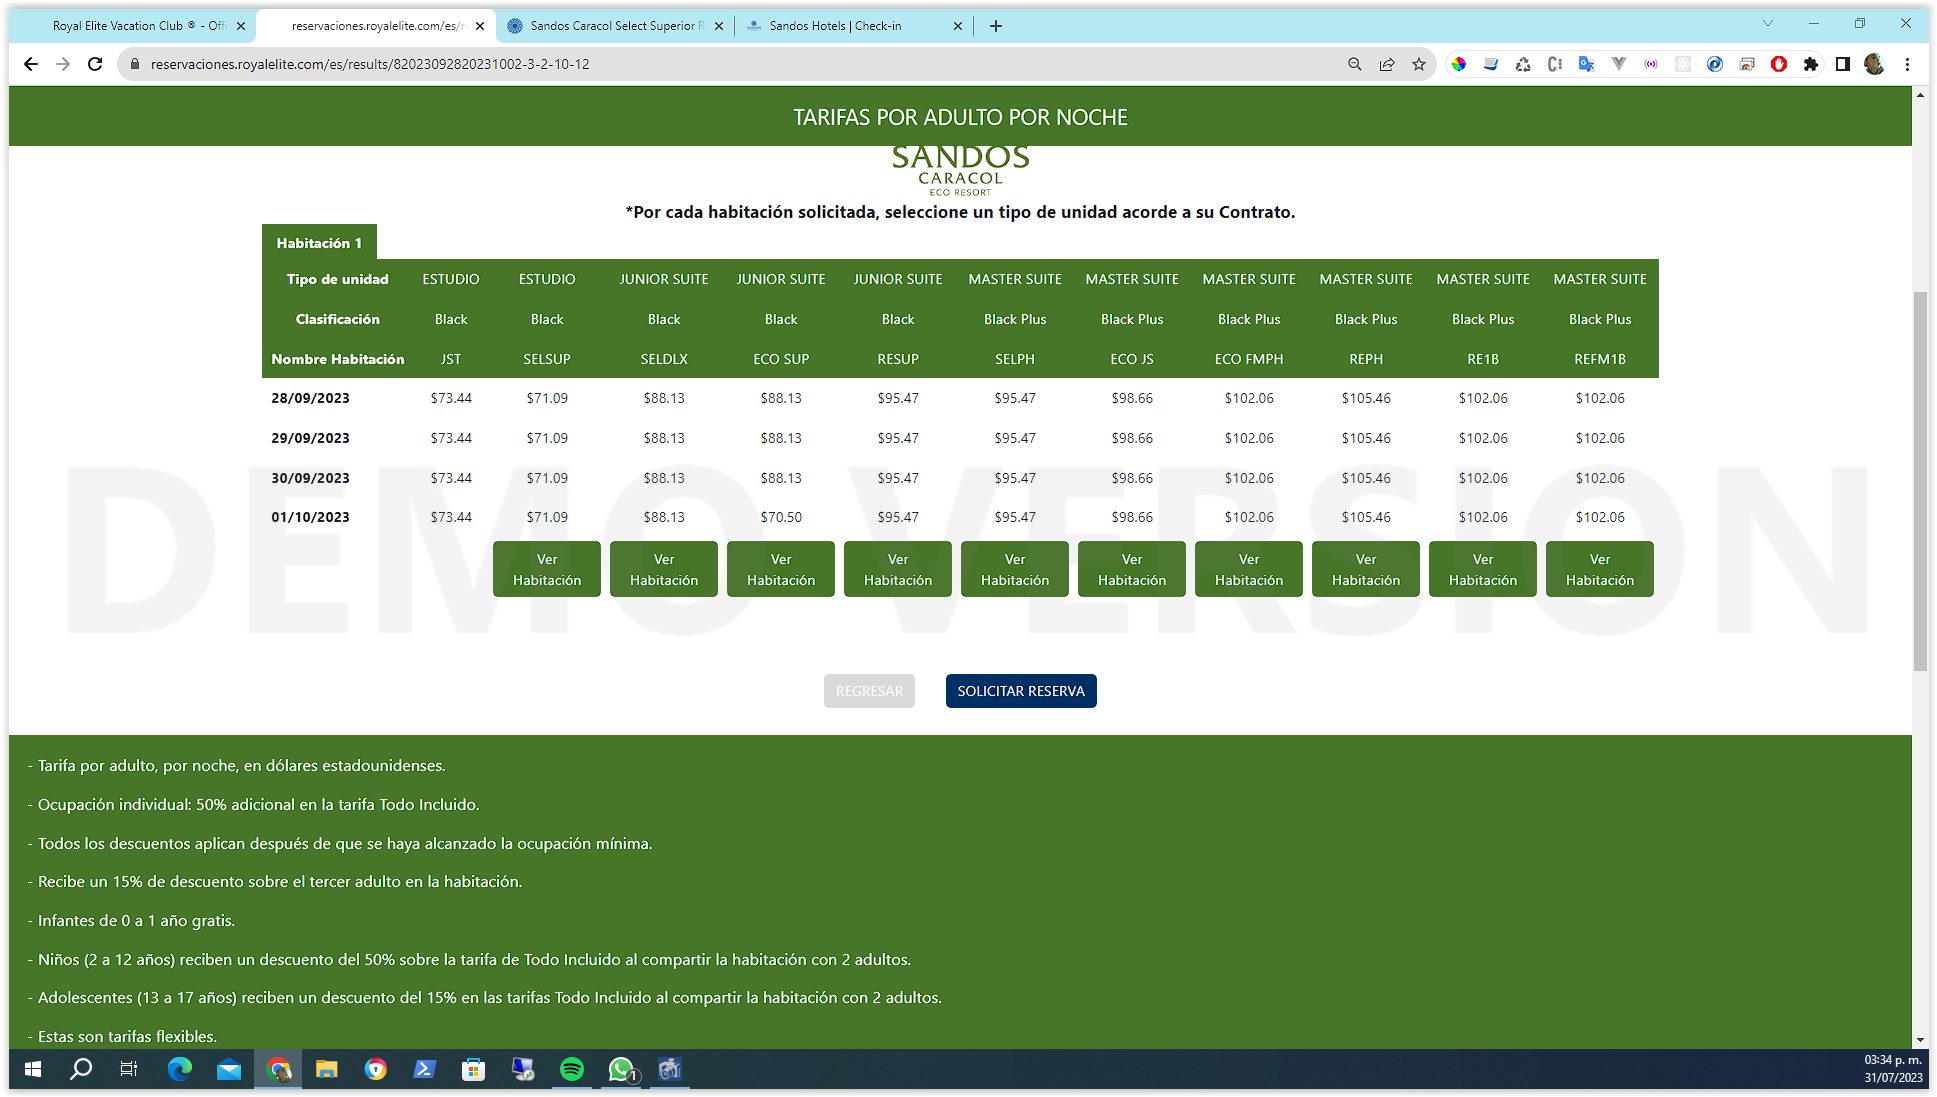 Royal Elite Vacation Club ® - Offi
reservaciones.royalelite.com/es/r
Sandos Caracol Select Superior R
Sandos Hotels | Check-in
reservaciones.royalelite.com/es/results/82023092820231002-3-2-10-12
TARIFAS POR ADULTO POR NOCHE
SANDOS
CARACOL
ECO RESORT
*Por cada habitación solicitada, seleccione un tipo de unidad acorde a su Contrato.
Habitación 1
Tipo de unidad ESTUDIO ESTUDIO JUNIOR SUITE JUNIOR SUITE JUNIOR SUITE MASTER SUITE MASTER SUITE MASTER SUITE MASTER SUITE MASTER SUITE MASTER SUITE
Clasificación Black Black Black Black Black Black Plus Black Plus Black Plus Black Plus Black Plus Black Plus
Nombre Habitación JST SELSUP SELDLX ECO SUP RESUP SELPH ECO JS ECO FMPH REPH RE1B REFM1B
28/09/2023 $73.44 $71.09 $88.13 $88.13 $95.47 $95.47 $98.66 $102.06 $105.46 $102.06 $102.06
29/09/2023 $73.44 $71.09 $88.13 $88.13 $95.47 $95.47 $98.66 $102.06 $105.46 $102.06 $102.06
30/09/2023 $73.44 $71.09 $88.13 $88.13 $95.47 $95.47 $98.66 $102.06 $105.46 $102.06 $102.06
01/10/2023 $73.44 $71.09 $88.13 $70.50 $95.47 $95.47 $98.66 $102.06 $105.46 $102.06 $102.06
DEMO VERSION
Ver Ver Ver Ver Ver Ver Ver Ver Ver Ver
Habitación Habitación Habitación Habitación Habitación Habitación Habitación Habitación Habitación Habitación
REGRESAR SOLICITAR RESERVA
- Tarifa por adulto, por noche, en dólares estadounidenses.
- Ocupación individual: 50% adicional en la tarifa Todo Incluido.
- Todos los descuentos aplican después de que se haya alcanzado la ocupación mínima.
- Recibe un 15% de descuento sobre el tercer adulto en la habitación.
- Infantes de 0 a 1 año gratis.
- Niños (2 a 12 años) reciben un descuento del 50% sobre la tarifa de Todo Incluido al compartir la habitación con 2 adultos.
- Adolescentes (13 a 17 años) reciben un descuento del 15% en las tarifas Todo Incluido al compartir la habitación con 2 adultos.
- Estas son tarifas flexibles.
1
03:34 p. m.
31/07/2023